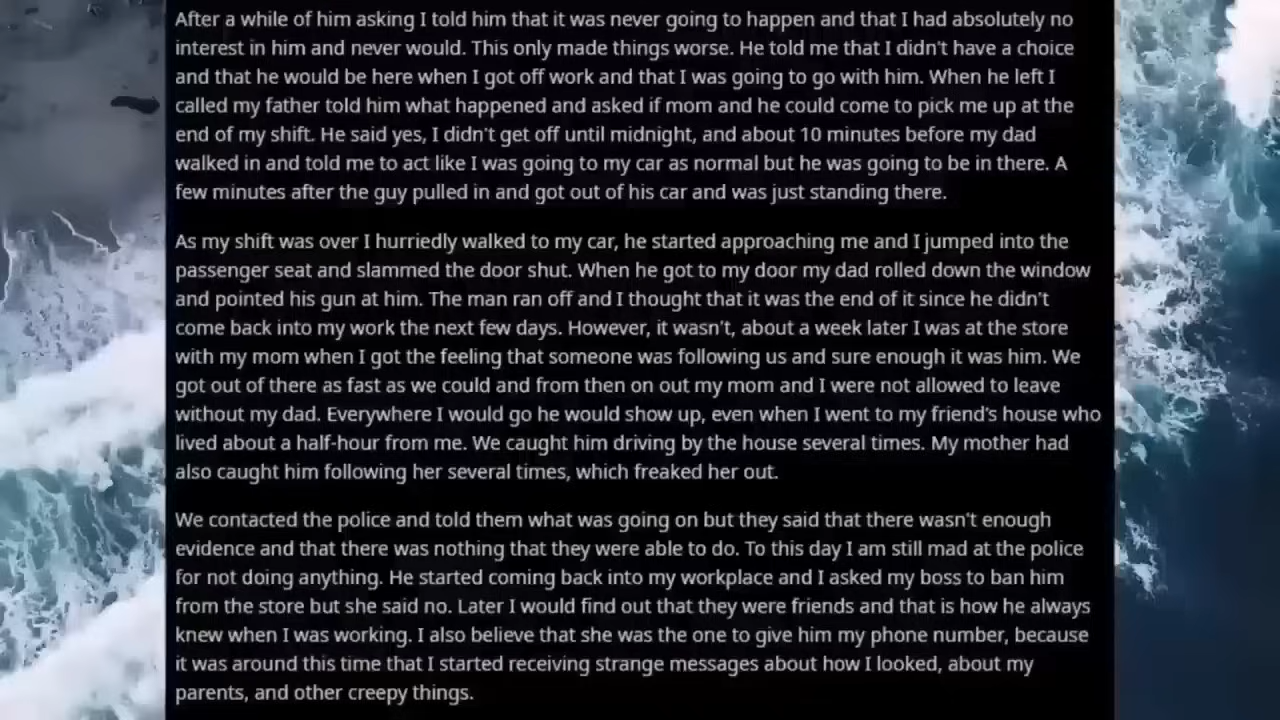 After a while of him asking I told him that it was never going to happen and that I had absolutely no
interest in him and never would. This only made things worse. He told me that I didn't have a choice
and that he would be here when I got off work and that I was going to go with him. When he left I
called my father told him what happened and asked if mom and he could come to pick me up at the
end of my shift. He said yes, I didn't get off until midnight, and about 10 minutes before my dad
walked in and told me to act like I was going to my car as normal but he was going to be in there. A
few minutes after the guy pulled in and got out of his car and was just standing there.
As my shift was over I hurriedly walked to my car, he started approaching me and I jumped into the
passenger seat and slammed the door shut. When he got to my door my dad rolled down the window
and pointed his gun at him. The man ran off and I thought that it was the end of it since he didn't
come back into my work the next few days. However, it wasn't, about a week later I was at the store
with my mom when I got the feeling that someone was following us and sure enough it was him. We
got out of there as fast as we could and from then on out my mom and I were not allowed to leave
without my dad. Everywhere I would go he would show up, even when I went to my friend's house who
lived about a half-hour from me. We caught him driving by the house several times. My mother had
also caught him following her several times, which freaked her out.
We contacted the police and told them what was going on but they said that there wasn't enough
evidence and that there was nothing that they were able to do. To this day I am still mad at the police
for not doing anything. He started coming back into my workplace and I asked my boss to ban him
from the store but she said no. Later I would find out that they were friends and that is how he always
knew when I was working. I also believe that she was the one to give him my phone number, because
it was around this time that I started receiving strange messages about how I looked, about my
parents, and other creepy things.